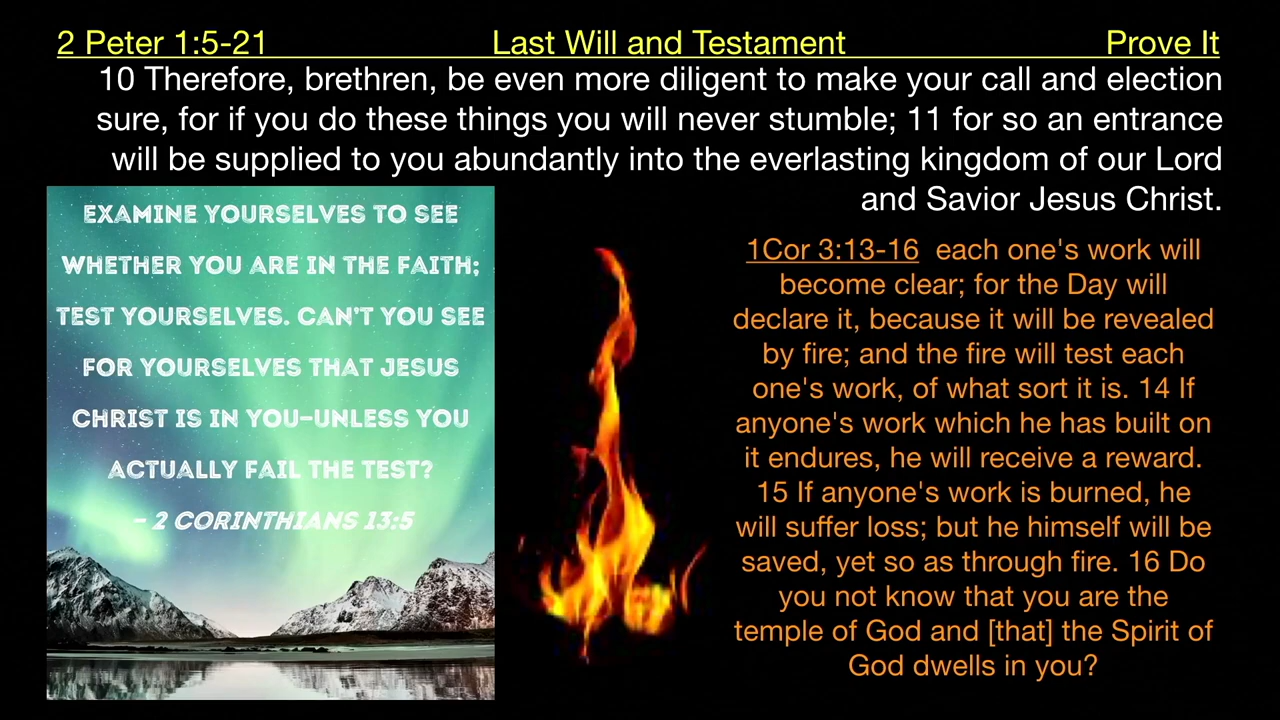 2 Peter 1:5-21 Last Will and Testament Prove It
10 Therefore, brethren, be even more diligent to make your call and election
sure, for if you do these things you will never stumble; 11 for so an entrance
will be supplied to you abundantly into the everlasting kingdom of our Lord
and Savior Jesus Christ.
EXAMINE YOURSELVES TO SEE
WHETHER YOU ARE IN THE FAITH;
TEST YOURSELVES. CAN'T YOU SEE
FOR YOURSELVES THAT JESUS
CHRIST IS IN YOU–UNLESS YOU
ACTUALLY FAIL THE TEST?
– 2 CORINTHIANS 13:5
1Cor 3:13-16  each one's work will
become clear; for the Day will
declare it, because it will be revealed
by fire; and the fire will test each
one's work, of what sort it is. 14 If
anyone's work which he has built on
it endures, he will receive a reward.
15 If anyone's work is burned, he
will suffer loss; but he himself will be
saved, yet so as through fire. 16 Do
you not know that you are the
temple of God and [that] the Spirit of
God dwells in you?